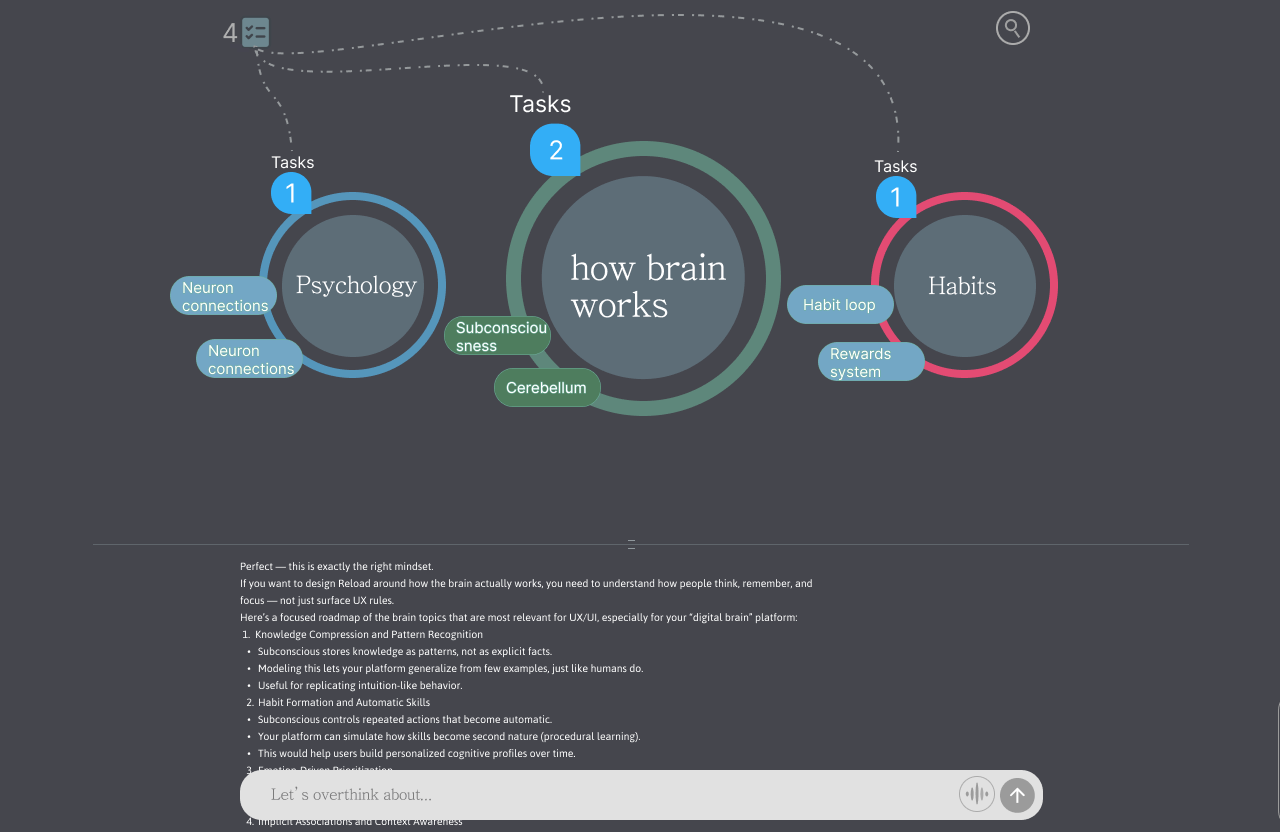 4
Tasks
2
Tasks
1
Tasks
1
Psychology
Neuron
connections
Neuron
connections
how brain
works
Subconsciou
sness
Cerebellum
Habits
Habit loop
Rewards
system
Perfect — this is exactly the right mindset.
If you want to design Reload around how the brain actually works, you need to understand how people think, remember, and
focus — not just surface UX rules.
Here's a focused roadmap of the brain topics that are most relevant for UX/UI, especially for your “digital brain” platform:
1. Knowledge Compression and Pattern Recognition
• Subconscious stores knowledge as patterns, not as explicit facts.
• Modeling this lets your platform generalize from few examples, just like humans do.
• Useful for replicating intuition-like behavior.
2. Habit Formation and Automatic Skills
• Subconscious controls repeated actions that become automatic.
• Your platform can simulate how skills become second nature (procedural learning).
• This would help users build personalized cognitive profiles over time.
3. Emotion-Driven Prioritization
Let's overthink about...
4. Implicit Associations and Context Awareness